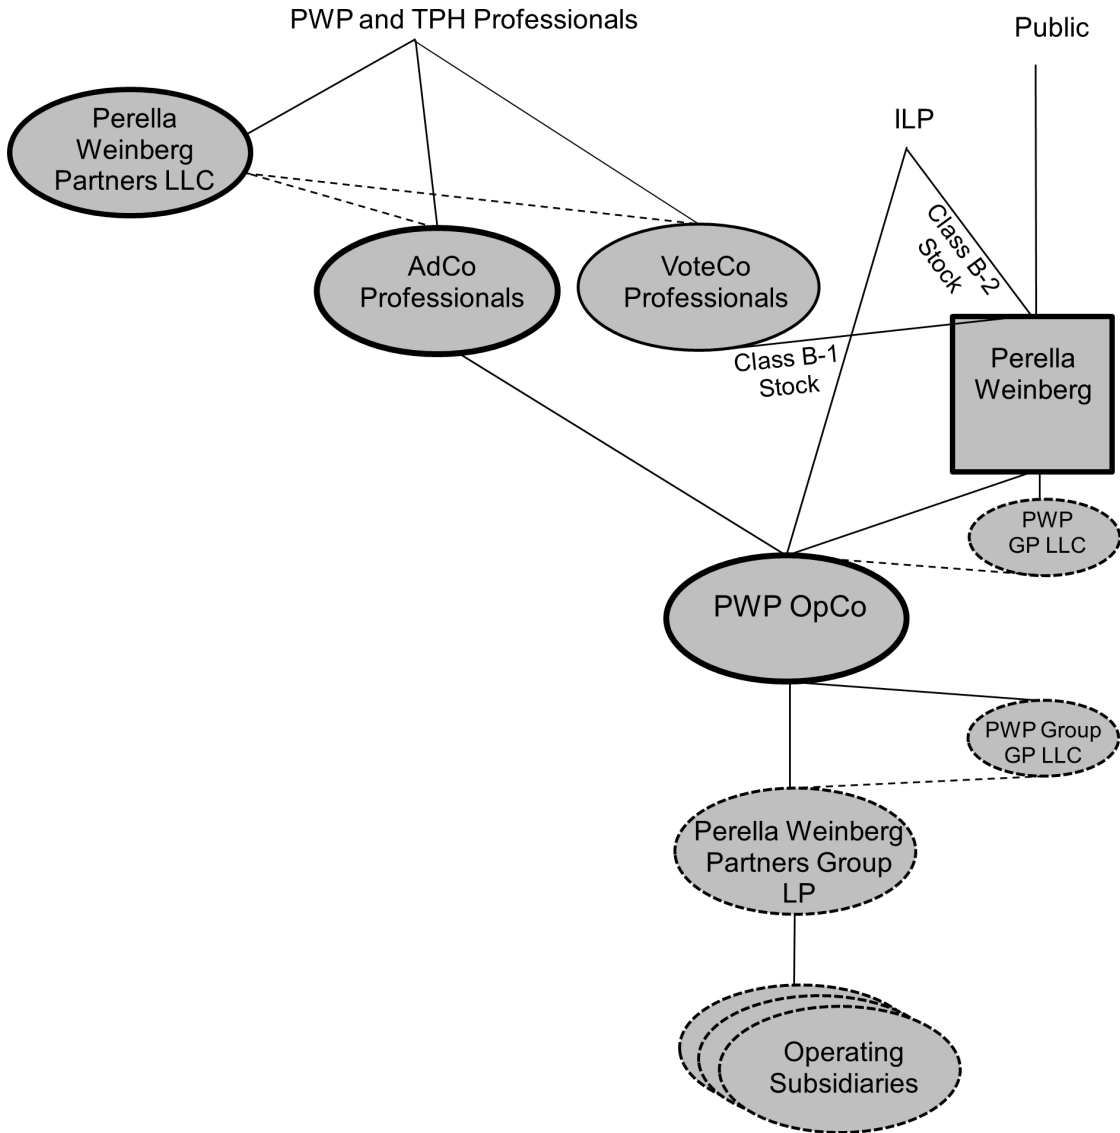 PWP and TPH Professionals
Public
Perella
Weinberg
Partners LLC
ILP
Class B-2
Stock
AdCo
Professionals
VoteCo
Professionals
Class B-1
Stock
Perella
Weinberg
PWP
GP LLC
PWP OpCo
PWP Group
GP LLC
Perella Weinberg
Partners Group
LP
Operating
Subsidiaries